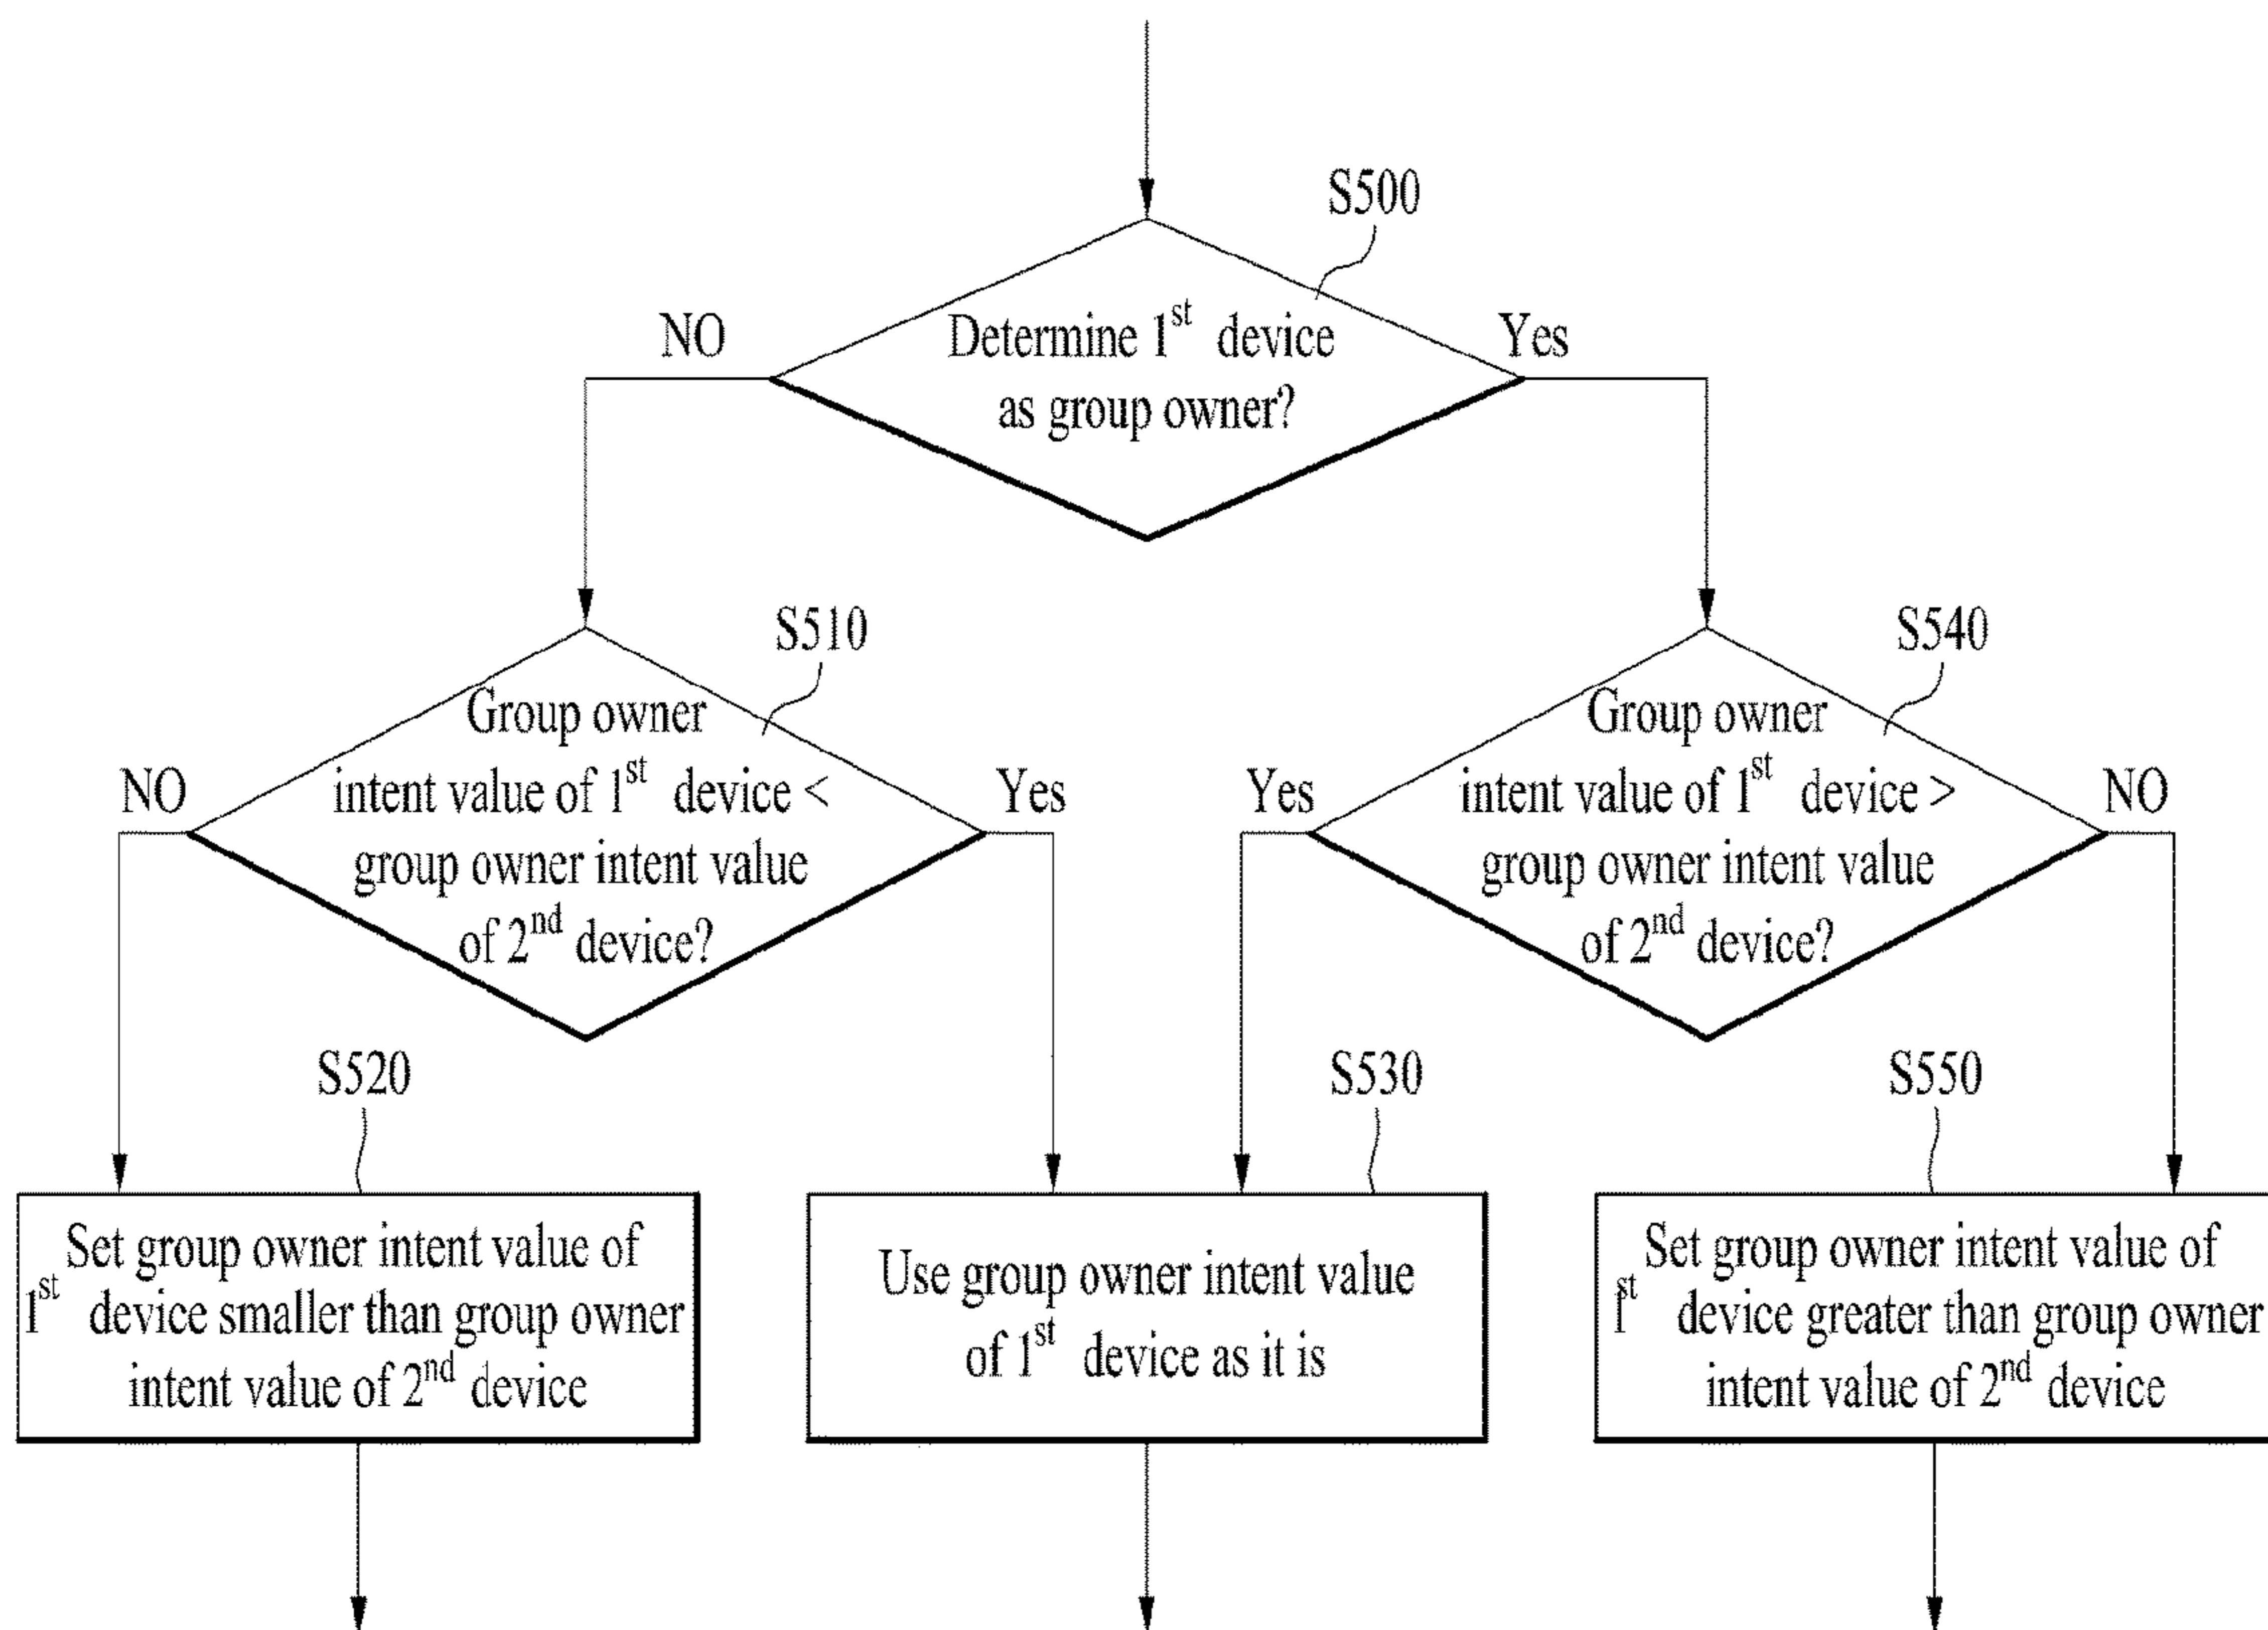 S500
NO
Determine 1st device
as group owner?
Yes
S510
Group owner
intent value of 1st device <
group owner intent value
of 2nd device?
NO
Yes
S540
Group owner
intent value of 1st device >
group owner intent value
of 2nd device?
Yes
NO
S520
Set group owner intent value of
1st device smaller than group owner
intent value of 2nd device
S530
Use group owner intent value
of 1st device as it is
S550
Set group owner intent value of
1st device greater than group owner
intent value of 2nd device